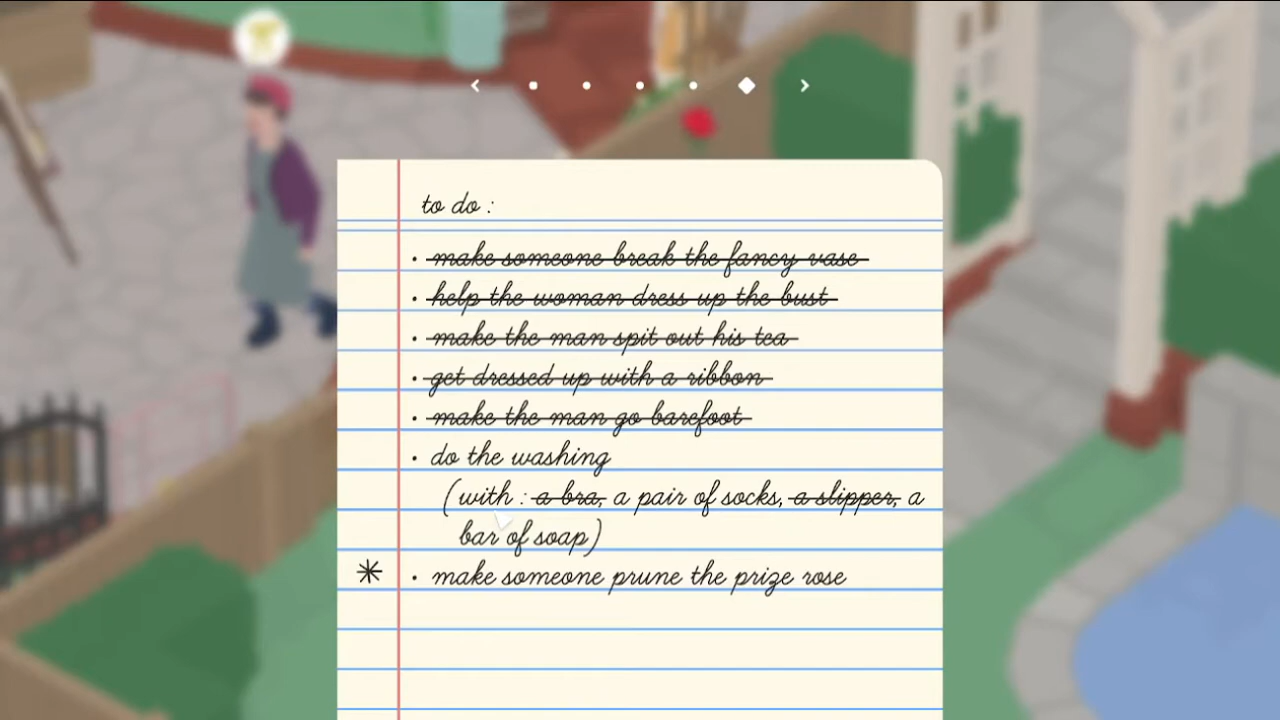 to do :
· make someone break the fancy vase
· help the woman dress up the bust
· make the man spit out his tea
· get dressed up with a ribbon
· make the man go barefoot
· do the washing
(with : a bra, a pair of socks, a slipper, a
bar of soap)
· make someone prune the prize rose